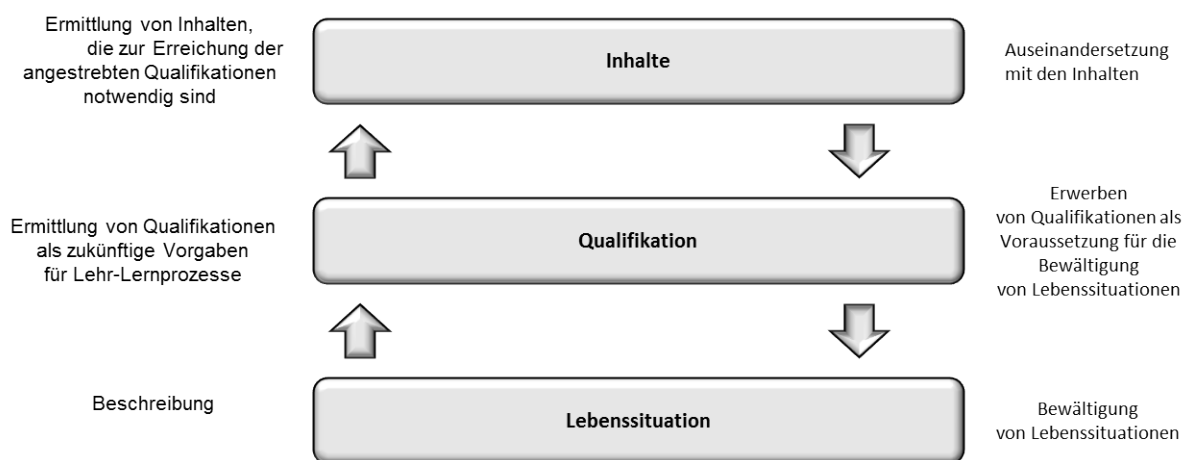 Ermittlung von Inhalten,
die zur Erreichung der
angestrebten Qualifikationen
notwendig sind
Inhalte
Auseinandersetzung
mit den Inhalten
Ermittlung von Qualifikationen
als zukünftige Vorgaben
für Lehr-Lernprozesse
Qualifikation
Erwerben
von Qualifikationen als
Voraussetzung für die
Bewältigung
von Lebenssituationen
Beschreibung
Lebenssituation
Bewältigung
von Lebenssituationen